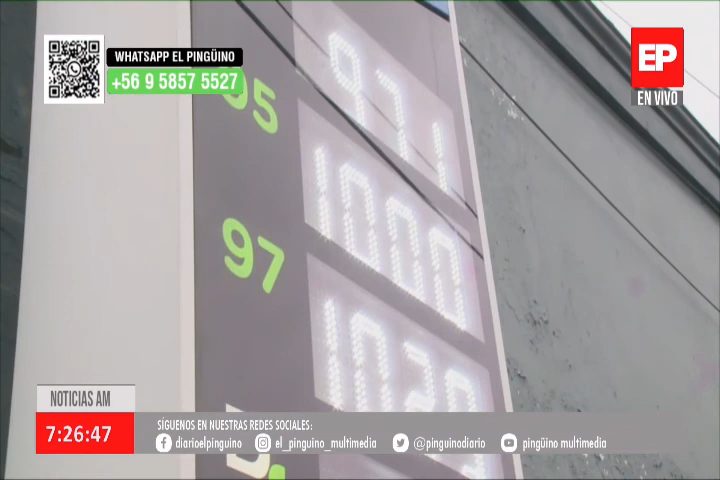 WHATSAPP EL PINGÜINO
+56 9 5857 5527
EP
EN VIVO
971
95
1000
97
1020
NOTICIAS AM
7:26:47
SÍGUENOS EN NUESTRAS REDES SOCIALES:
diarioelpinguino el_pinguino_multimedia @pinguinodiario pingüino multimedia